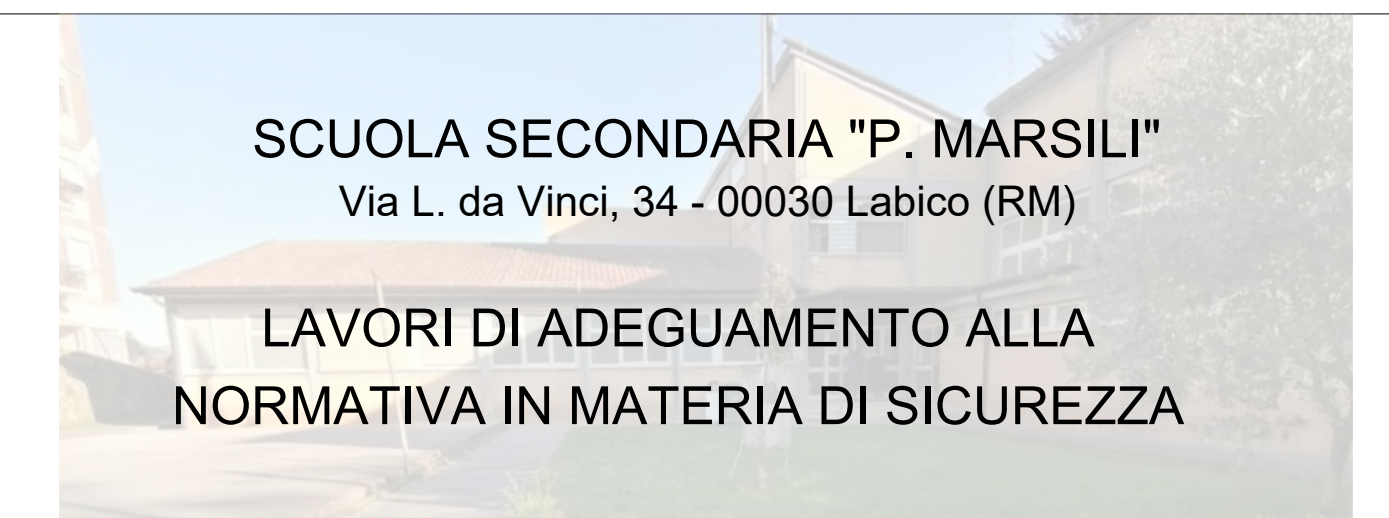 SCUOLA SECONDARIA "P. MARSILI"
Via L. da Vinci, 34 - 00030 Labico (RM)
LAVORI DI ADEGUAMENTO ALLA
NORMATIVA IN MATERIA DI SICUREZZA